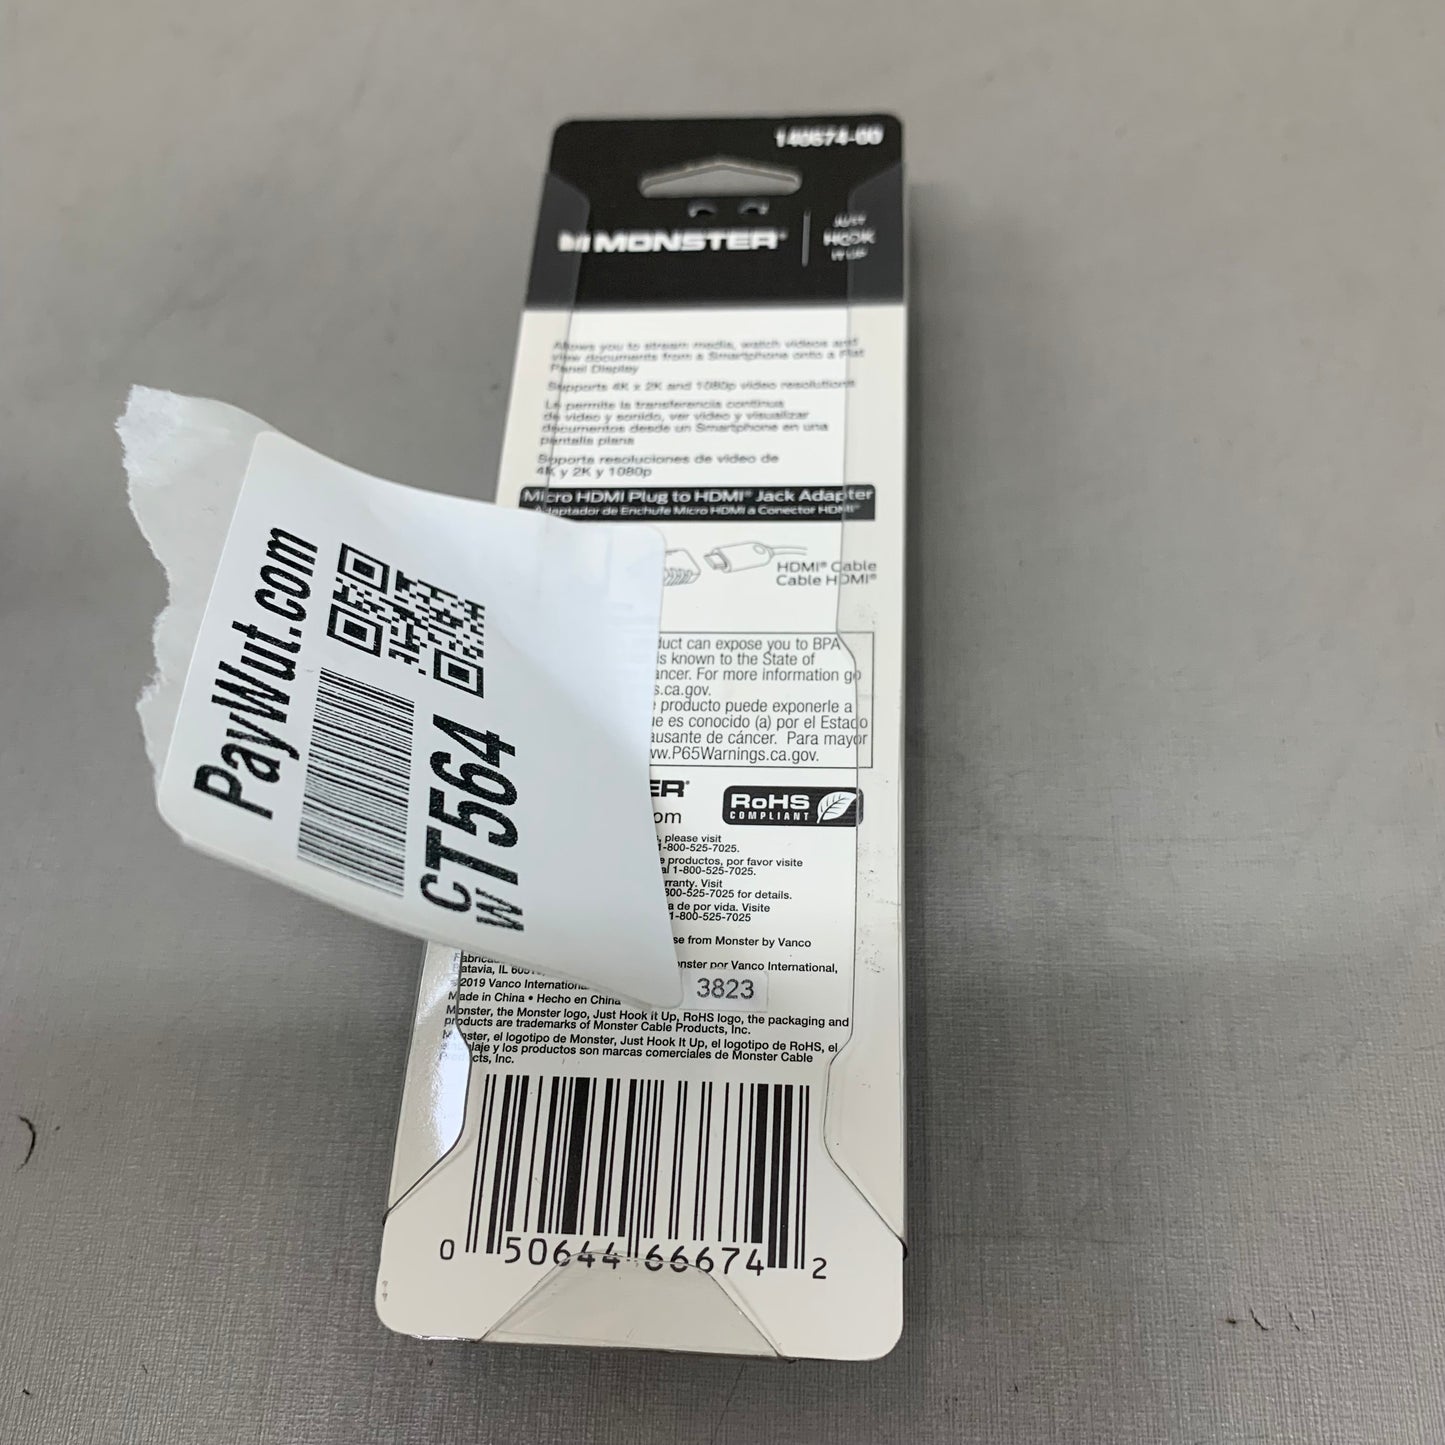 140674-00
MONSTER
JUST
HOOK
IT UP
Allows you to stream media, watch videos and
view documents from a Smartphone onto a Flat
Panel Display
Supports 4K x 2K and 1080p video resolutions
Le permite la transferencia continua
de video y sonido, ver video y visualizar
documentos desde un Smartphone en una
pantalla plana
Soporta resoluciones de video de
4K y 2K y 1080p
Micro HDMI Plug to HDMI® Jack Adapter
Adaptador de Enchufe Micro HDMI a Conector HDMI®
HDMI® Cable
Cable HDMI®
can expose you to BPA
is known to the State of
For more information go
.ca.gov.
producto puede exponerle a
es conocido (a) por el Estado
de cáncer. Para mayor
.P65Warnings.ca.gov.
RoHS
COMPLIANT
please visit
1-800-525-7025.
productos, por favor visite
1-800-525-7025.
Visit
800-525-7025 for details.
de por vida. Visite
1-800-525-7025
from Monster by Vanco
por Vanco International,
Batavia, IL
©2019 Vanco International
3823
Made in China • Hecho en China
Monster, the Monster logo, Just Hook it Up, RoHS logo, the packaging and
products are trademarks of Monster Cable Products, Inc.
Monster, el logotipo de Monster, Just Hook It Up, el logotipo de RoHS, el
embalaje y los productos son marcas comerciales de Monster Cable
Products, Inc.
0 50644 66674 2
PayWut.com
CT564
W